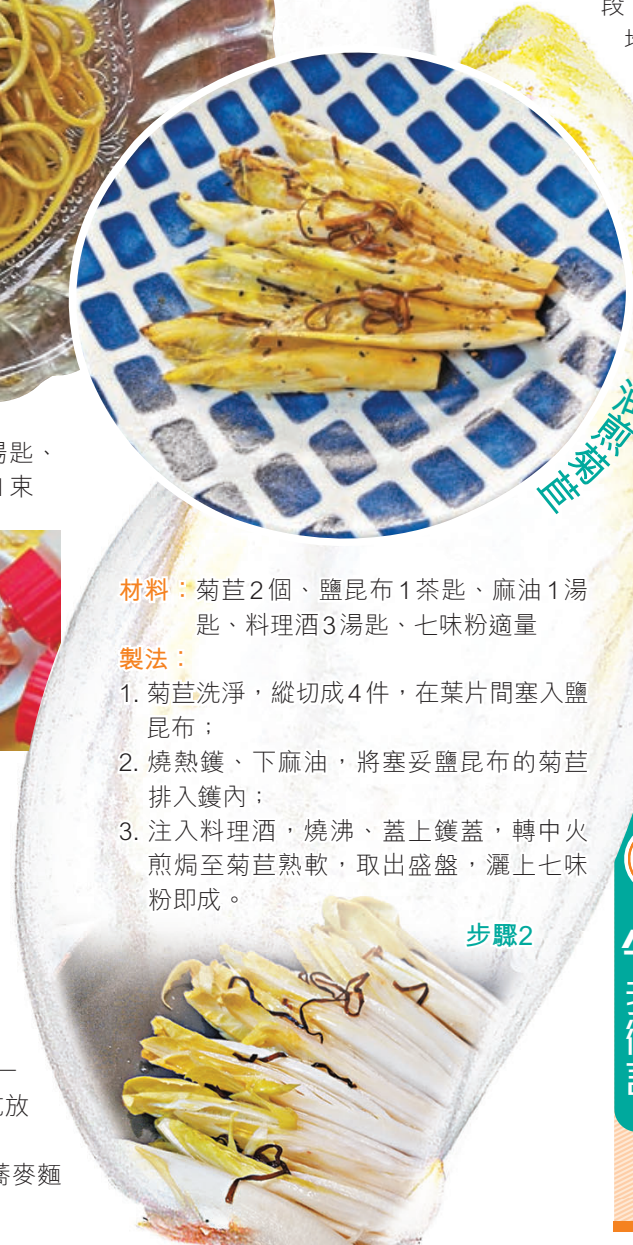 段
湯匙、
束
油煎菊苣
材料：菊苣2個、鹽昆布1茶匙、麻油1湯
匙、料理酒3湯匙、七味粉適量
製法：
1. 菊苣洗淨，縱切成4件，在葉片間塞入鹽
昆布；
2. 燒熱鑊、下麻油，將塞妥鹽昆布的菊苣
排入鑊內；
3. 注入料理酒，燒沸、蓋上鑊蓋，轉中火
煎焗至菊苣熟軟，取出盛盤，灑上七味
粉即成。
步驟2
放
蕎麥麵